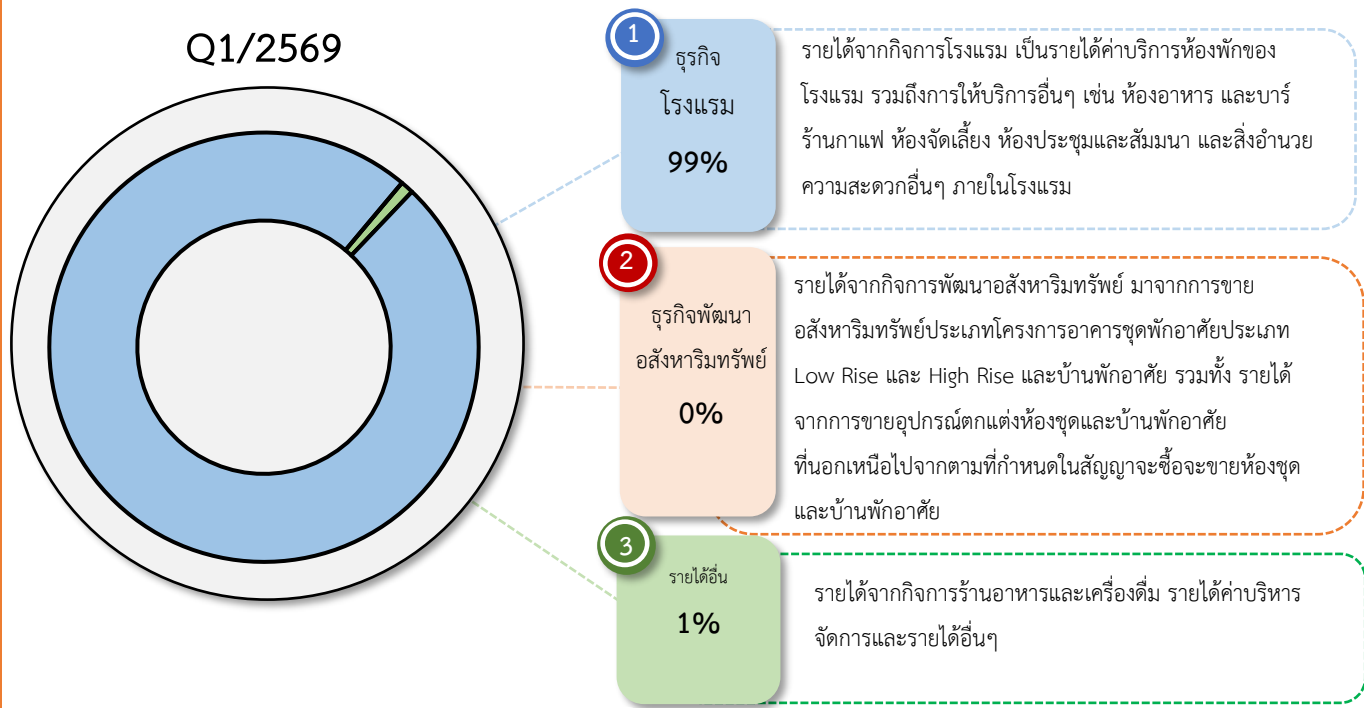 Q1/2569
1
ธุรกิจ
โรงแรม
99%
รายได้จากกิจการโรงแรม เป็นรายได้ค่าบริการห้องพักของ
โรงแรม รวมถึงการให้บริการอื่นๆ เช่น ห้องอาหาร และบาร์
ร้านกาแฟ ห้องจัดเลี้ยง ห้องประชุมและสัมมนา และสิ่งอำนวย
ความสะดวกอื่นๆ ภายในโรงแรม
2
ธุรกิจพัฒนา
อสังหาริมทรัพย์
0%
รายได้จากกิจการพัฒนาอสังหาริมทรัพย์ มาจากการขาย
อสังหาริมทรัพย์ประเภทโครงการอาคารชุดพักอาศัยประเภท
Low Rise และ High Rise และบ้านพักอาศัย รวมทั้ง รายได้
จากการขายอุปกรณ์ตกแต่งห้องชุดและบ้านพักอาศัย
ที่นอกเหนือไปจากตามที่กำหนดในสัญญาจะซื้อจะขายห้องชุด
และบ้านพักอาศัย
3
รายได้อื่น
1%
รายได้จากกิจการร้านอาหารและเครื่องดื่ม รายได้ค่าบริหาร
จัดการและรายได้อื่นๆ